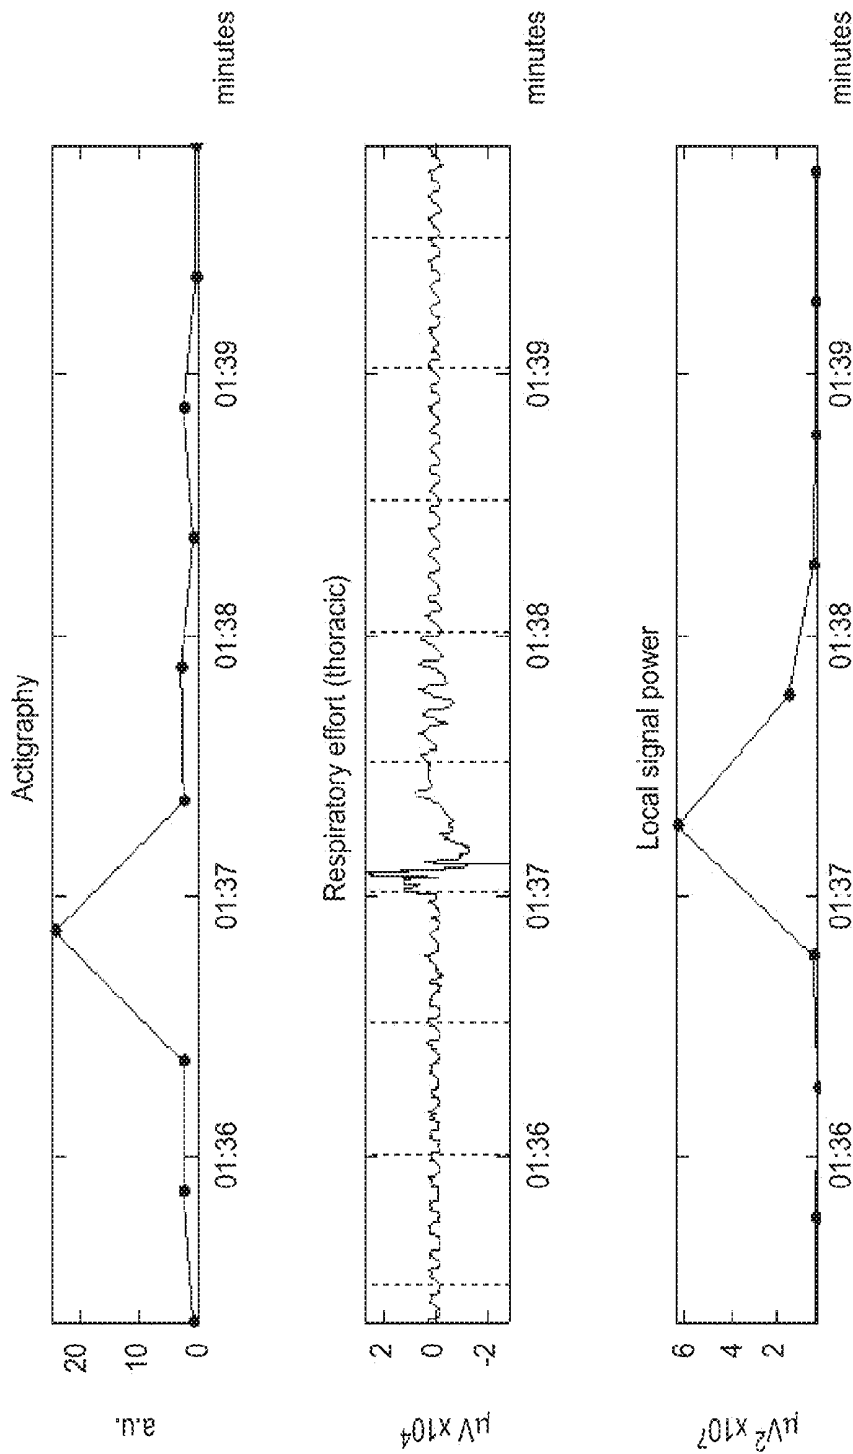 Actigraphy
a.u.
20
10
0
01:36
01:37
01:38
01:39
minutes
Respiratory effort (thoracic)
μV x10⁴
2
0
-2
01:36
01:37
01:38
01:39
minutes
Local signal power
μV² x10⁷
6
4
2
01:36
01:37
01:38
01:39
minutes